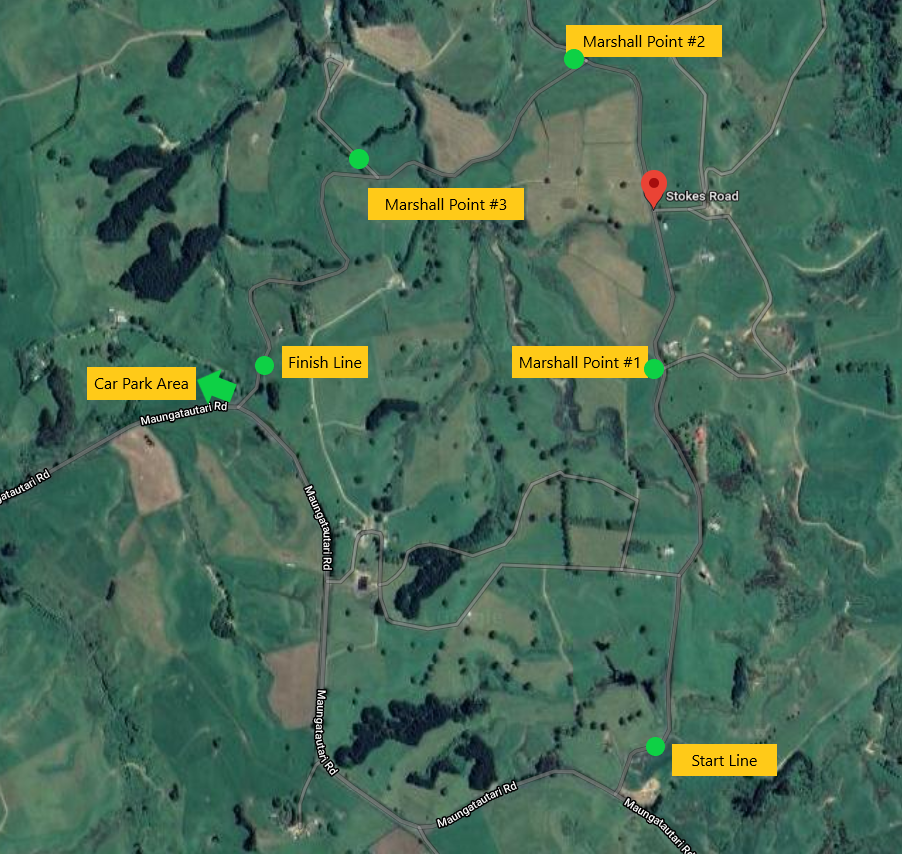 Marshall Point #2
Stokes Road
Marshall Point #3
Marshall Point #1
Finish Line
Car Park Area
Maungatautari Rd
gatautari Rd
Maungatautari Rd
Maungatautari Rd
Start Line
Maungatautari Rd
Maungatautari Rd